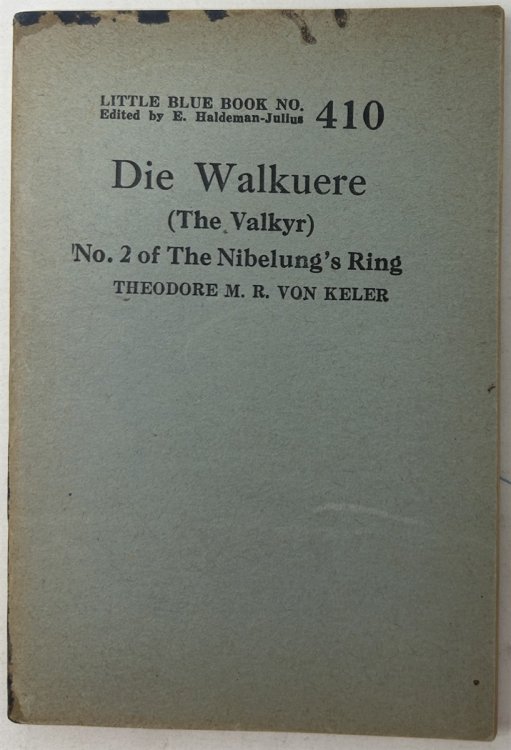 LITTLE BLUE BOOK NO. 410
Edited by E. Haldeman-Julius
Die Walkuere
(The Valkyr)
No. 2 of The Nibelung's Ring
THEODORE M. R. VON KELER